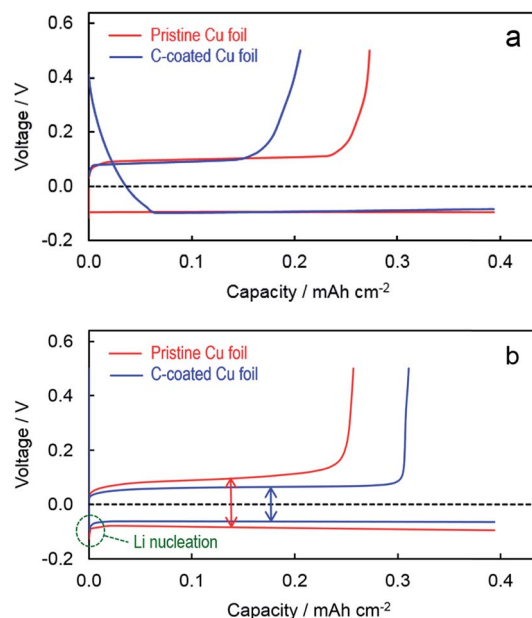 a
Pristine Cu foil
C-coated Cu foil
Voltage / V
0.6
0.4
0.2
0.0
-0.2
0.0 0.1 0.2 0.3 0.4
Capacity / mAh cm-2
b
Pristine Cu foil
C-coated Cu foil
Voltage / V
0.6
0.4
0.2
0.0
-0.2
Li nucleation
0.0 0.1 0.2 0.3 0.4
Capacity / mAh cm-2